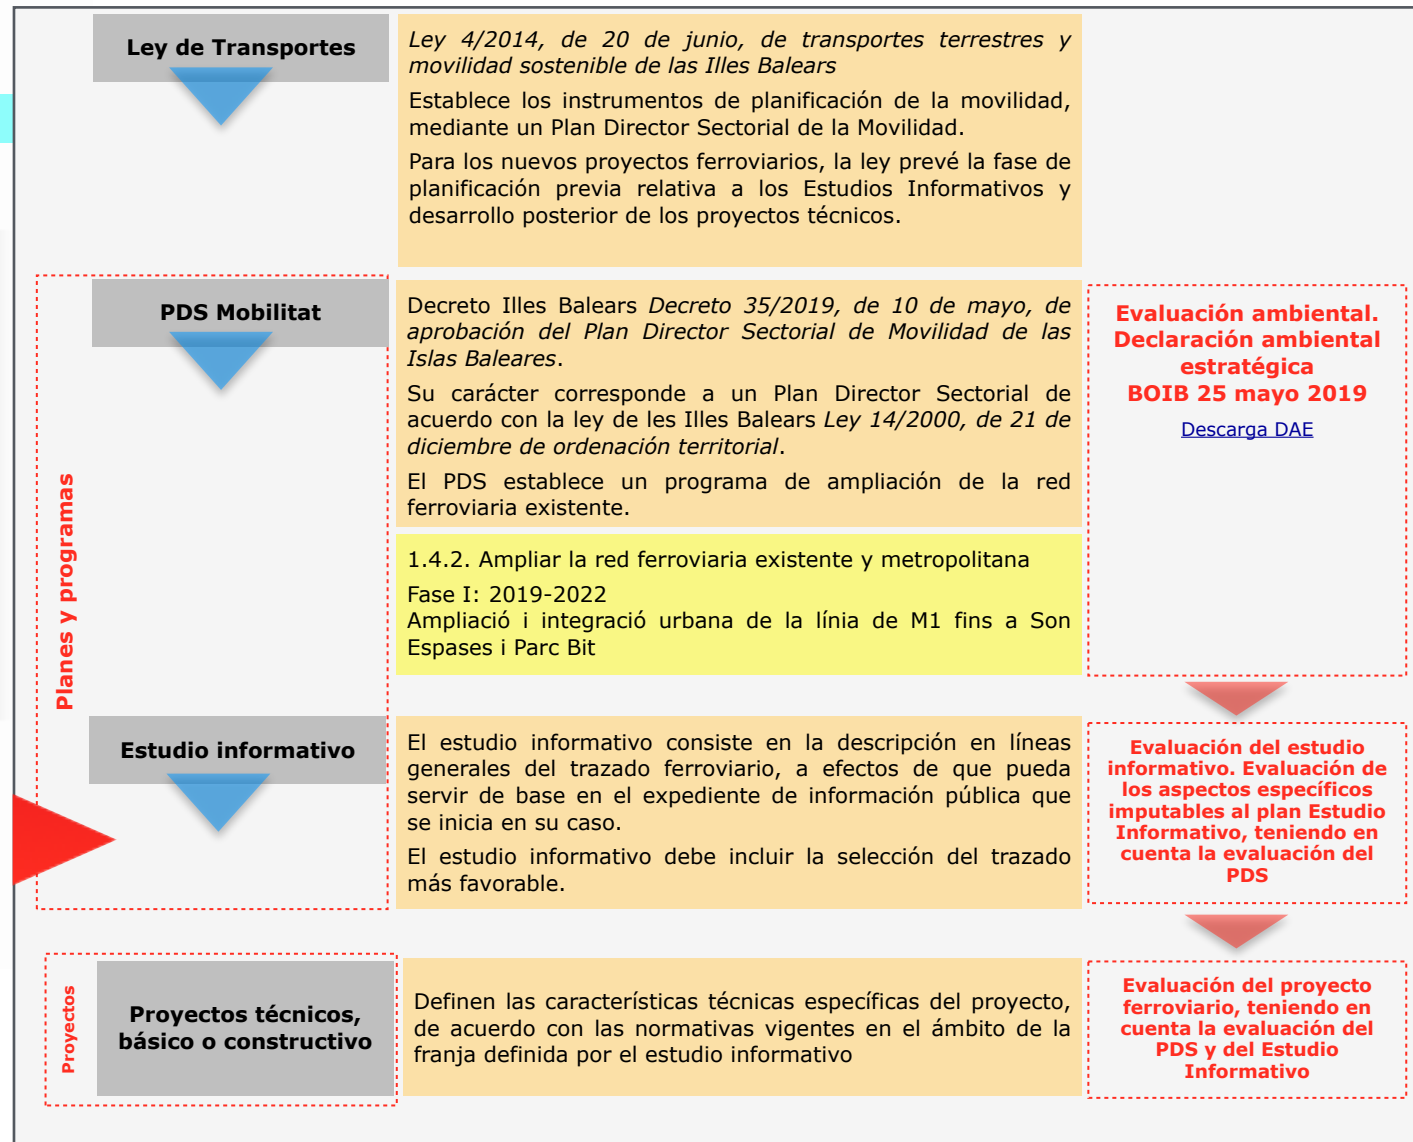 Ley de Transportes
Ley 4/2014, de 20 de junio, de transportes terrestres y
movilidad sostenible de las Illes Balears
Establece los instrumentos de planificación de la movilidad,
mediante un Plan Director Sectorial de la Movilidad.
Para los nuevos proyectos ferroviarios, la ley prevé la fase de
planificación previa relativa a los Estudios Informativos y
desarrollo posterior de los proyectos técnicos.
Planes y programas
PDS Mobilitat
Decreto Illes Balears Decreto 35/2019, de 10 de mayo, de
aprobación del Plan Director Sectorial de Movilidad de las
Islas Baleares.
Su carácter corresponde a un Plan Director Sectorial de
acuerdo con la ley de les Illes Balears Ley 14/2000, de 21 de
diciembre de ordenación territorial.
El PDS establece un programa de ampliación de la red
ferroviaria existente.
1.4.2. Ampliar la red ferroviaria existente y metropolitana
Fase I: 2019-2022
Ampliació i integració urbana de la línia de M1 fins a Son
Espases i Parc Bit
Evaluación ambiental.
Declaración ambiental
estratégica
BOIB 25 mayo 2019
Descarga DAE
Estudio informativo
El estudio informativo consiste en la descripción en líneas
generales del trazado ferroviario, a efectos de que pueda
servir de base en el expediente de información pública que
se inicia en su caso.
El estudio informativo debe incluir la selección del trazado
más favorable.
Evaluación del estudio
informativo. Evaluación de
los aspectos específicos
imputables al plan Estudio
Informativo, teniendo en
cuenta la evaluación del
PDS
Proyectos
Proyectos técnicos,
básico o constructivo
Definen las características técnicas específicas del proyecto,
de acuerdo con las normativas vigentes en el ámbito de la
franja definida por el estudio informativo
Evaluación del proyecto
ferroviario, teniendo en
cuenta la evaluación del
PDS y del Estudio
Informativo